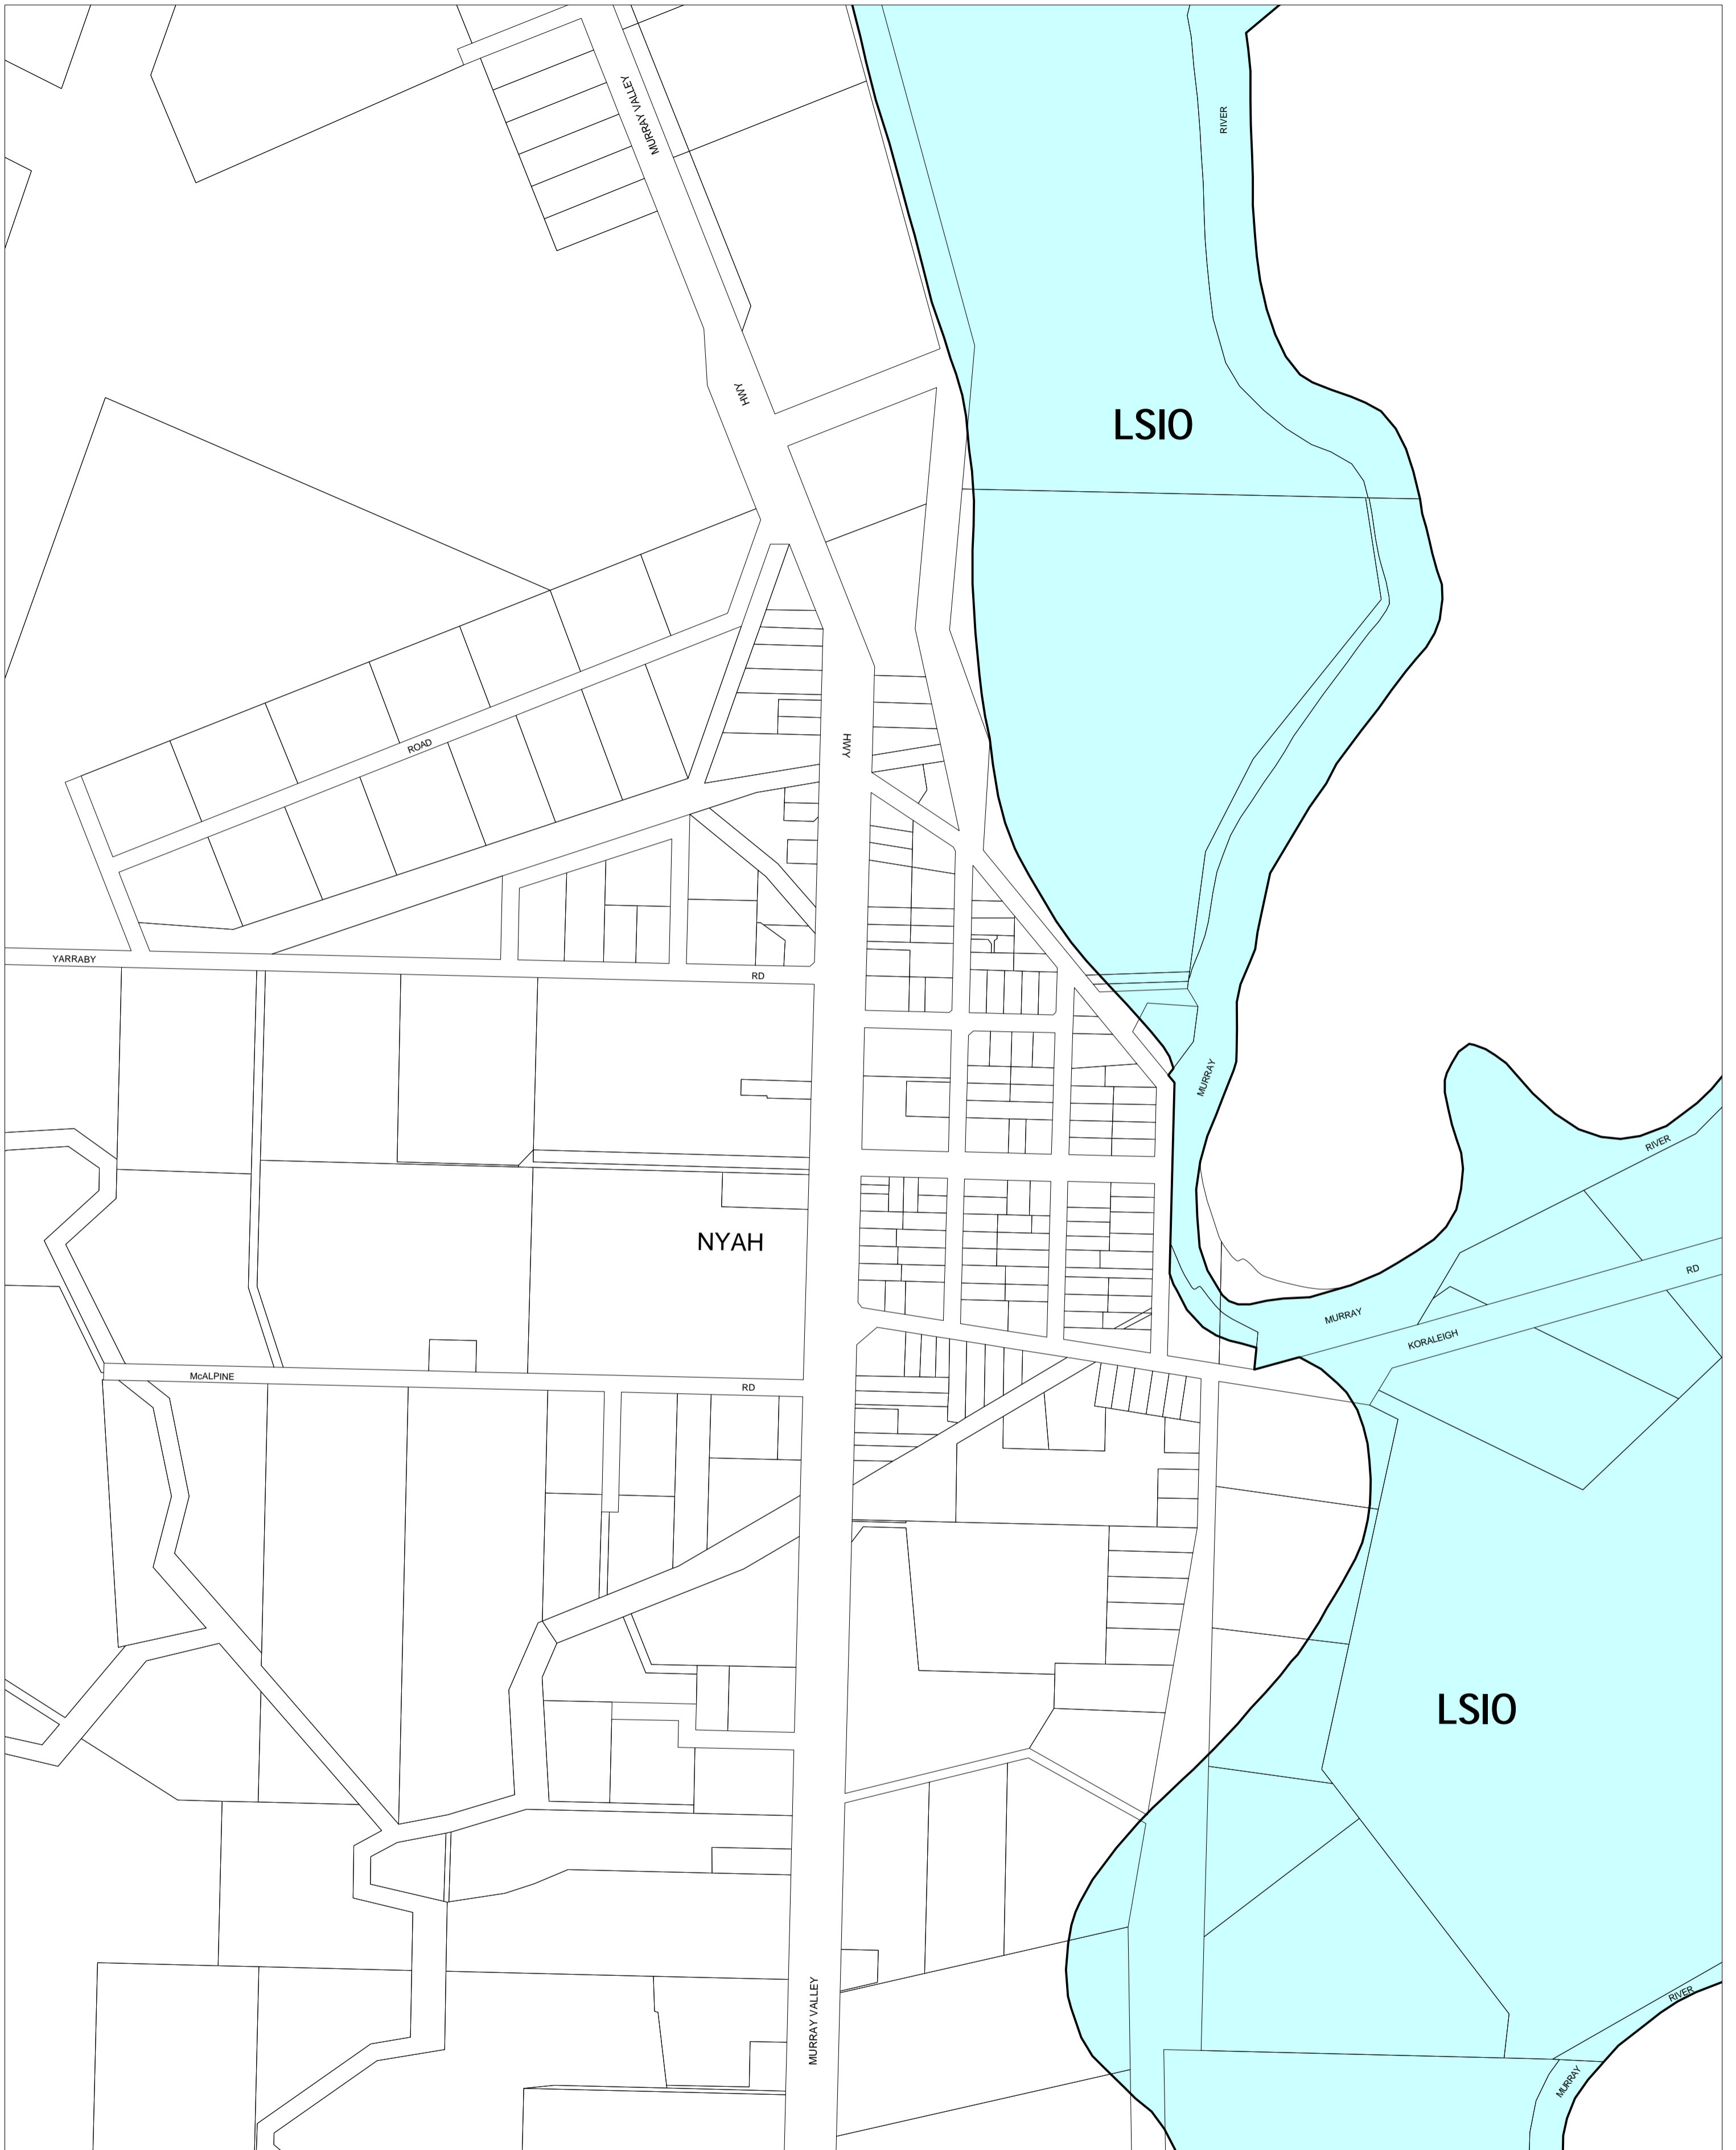 MURRAY VALLEY
RIVER
HWY
LSIO
HWY
ROAD
YARRABY
RD
MURRAY
RIVER
NYAH
RD
MURRAY
KORALEIGH
McALPINE
RD
LSIO
RIVER
MURRAY VALLEY
MURRAY